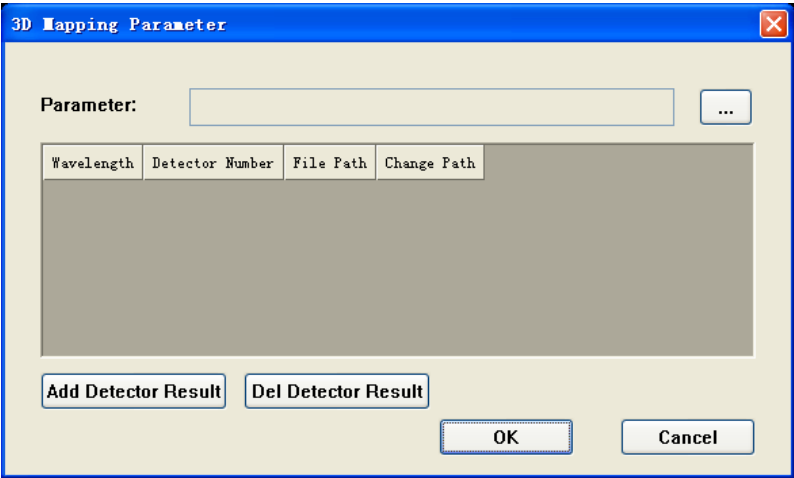 3D Mapping Parameter
Parameter:
...
Wavelength Detector Number File Path Change Path
Add Detector Result Del Detector Result
OK Cancel